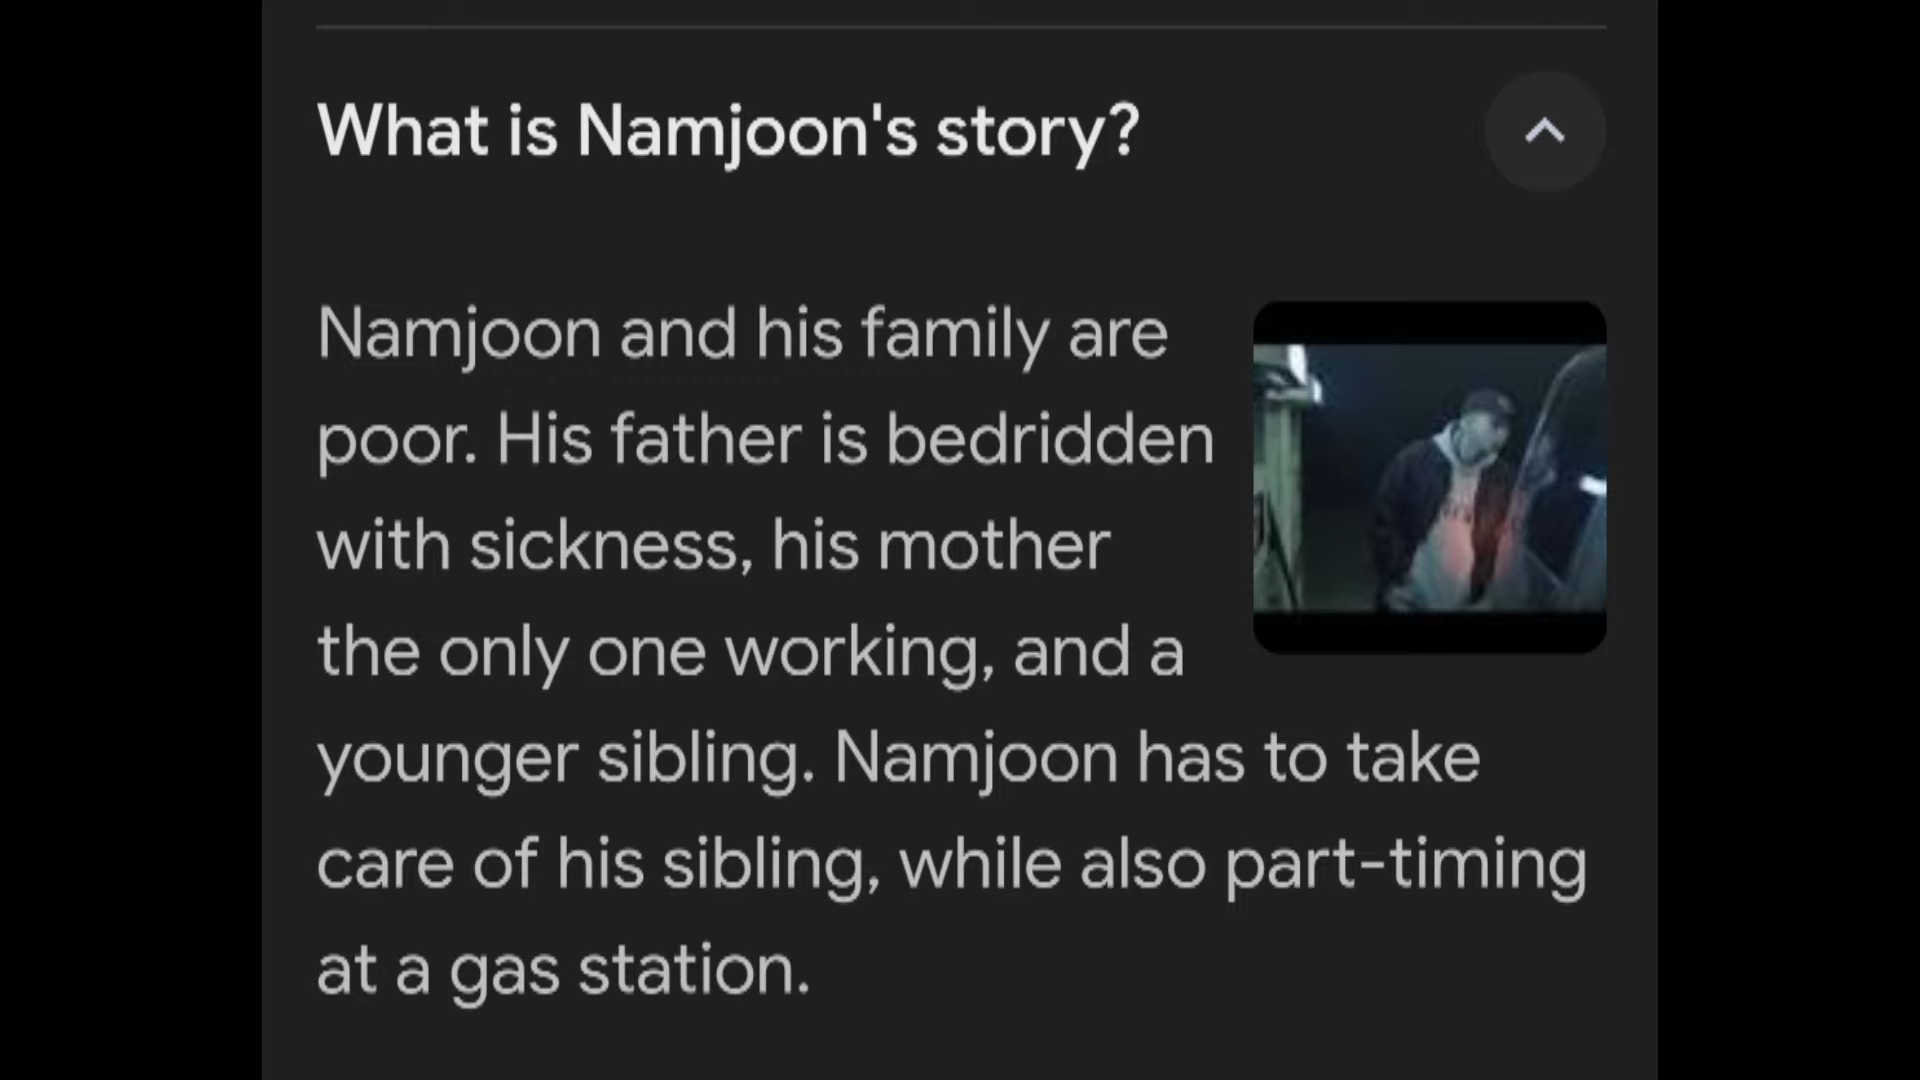 What is Namjoon's story?
Namjoon and his family are
poor. His father is bedridden
with sickness, his mother
the only one working, and a
younger sibling. Namjoon has to take
care of his sibling, while also part-timing
at a gas station.